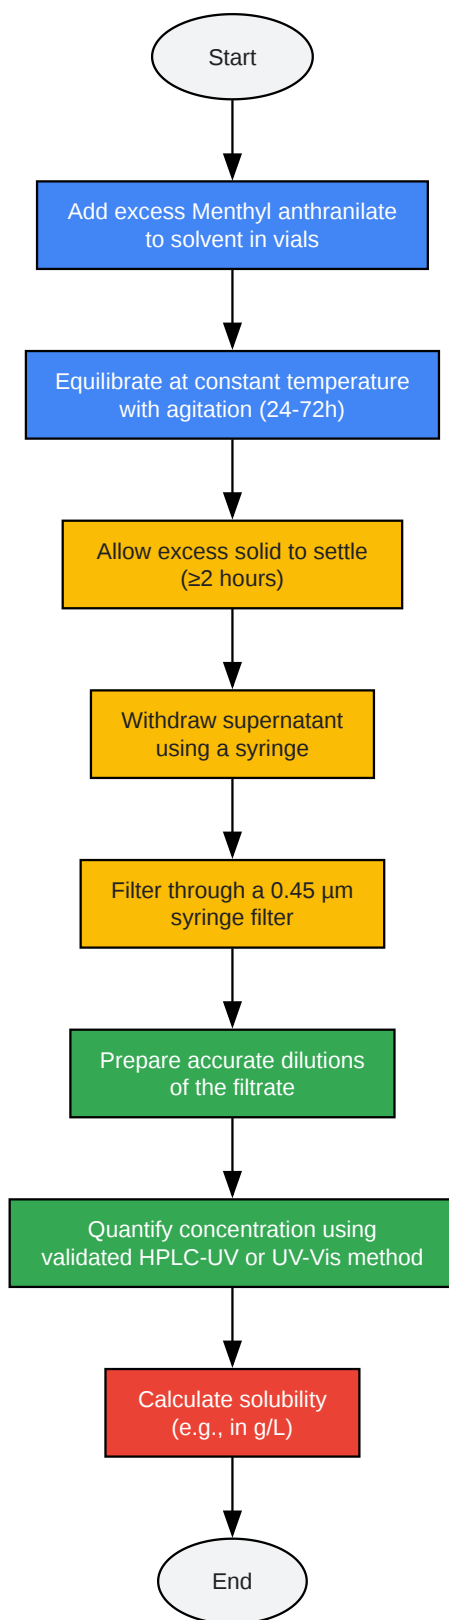 Start
Add excess Menthyl anthranilate
to solvent in vials
Equilibrate at constant temperature
with agitation (24-72h)
Allow excess solid to settle
(≥2 hours)
Withdraw supernatant
using a syringe
Filter through a 0.45 µm
syringe filter
Prepare accurate dilutions
of the filtrate
Quantify concentration using
validated HPLC-UV or UV-Vis method
Calculate solubility
(e.g., in g/L)
End